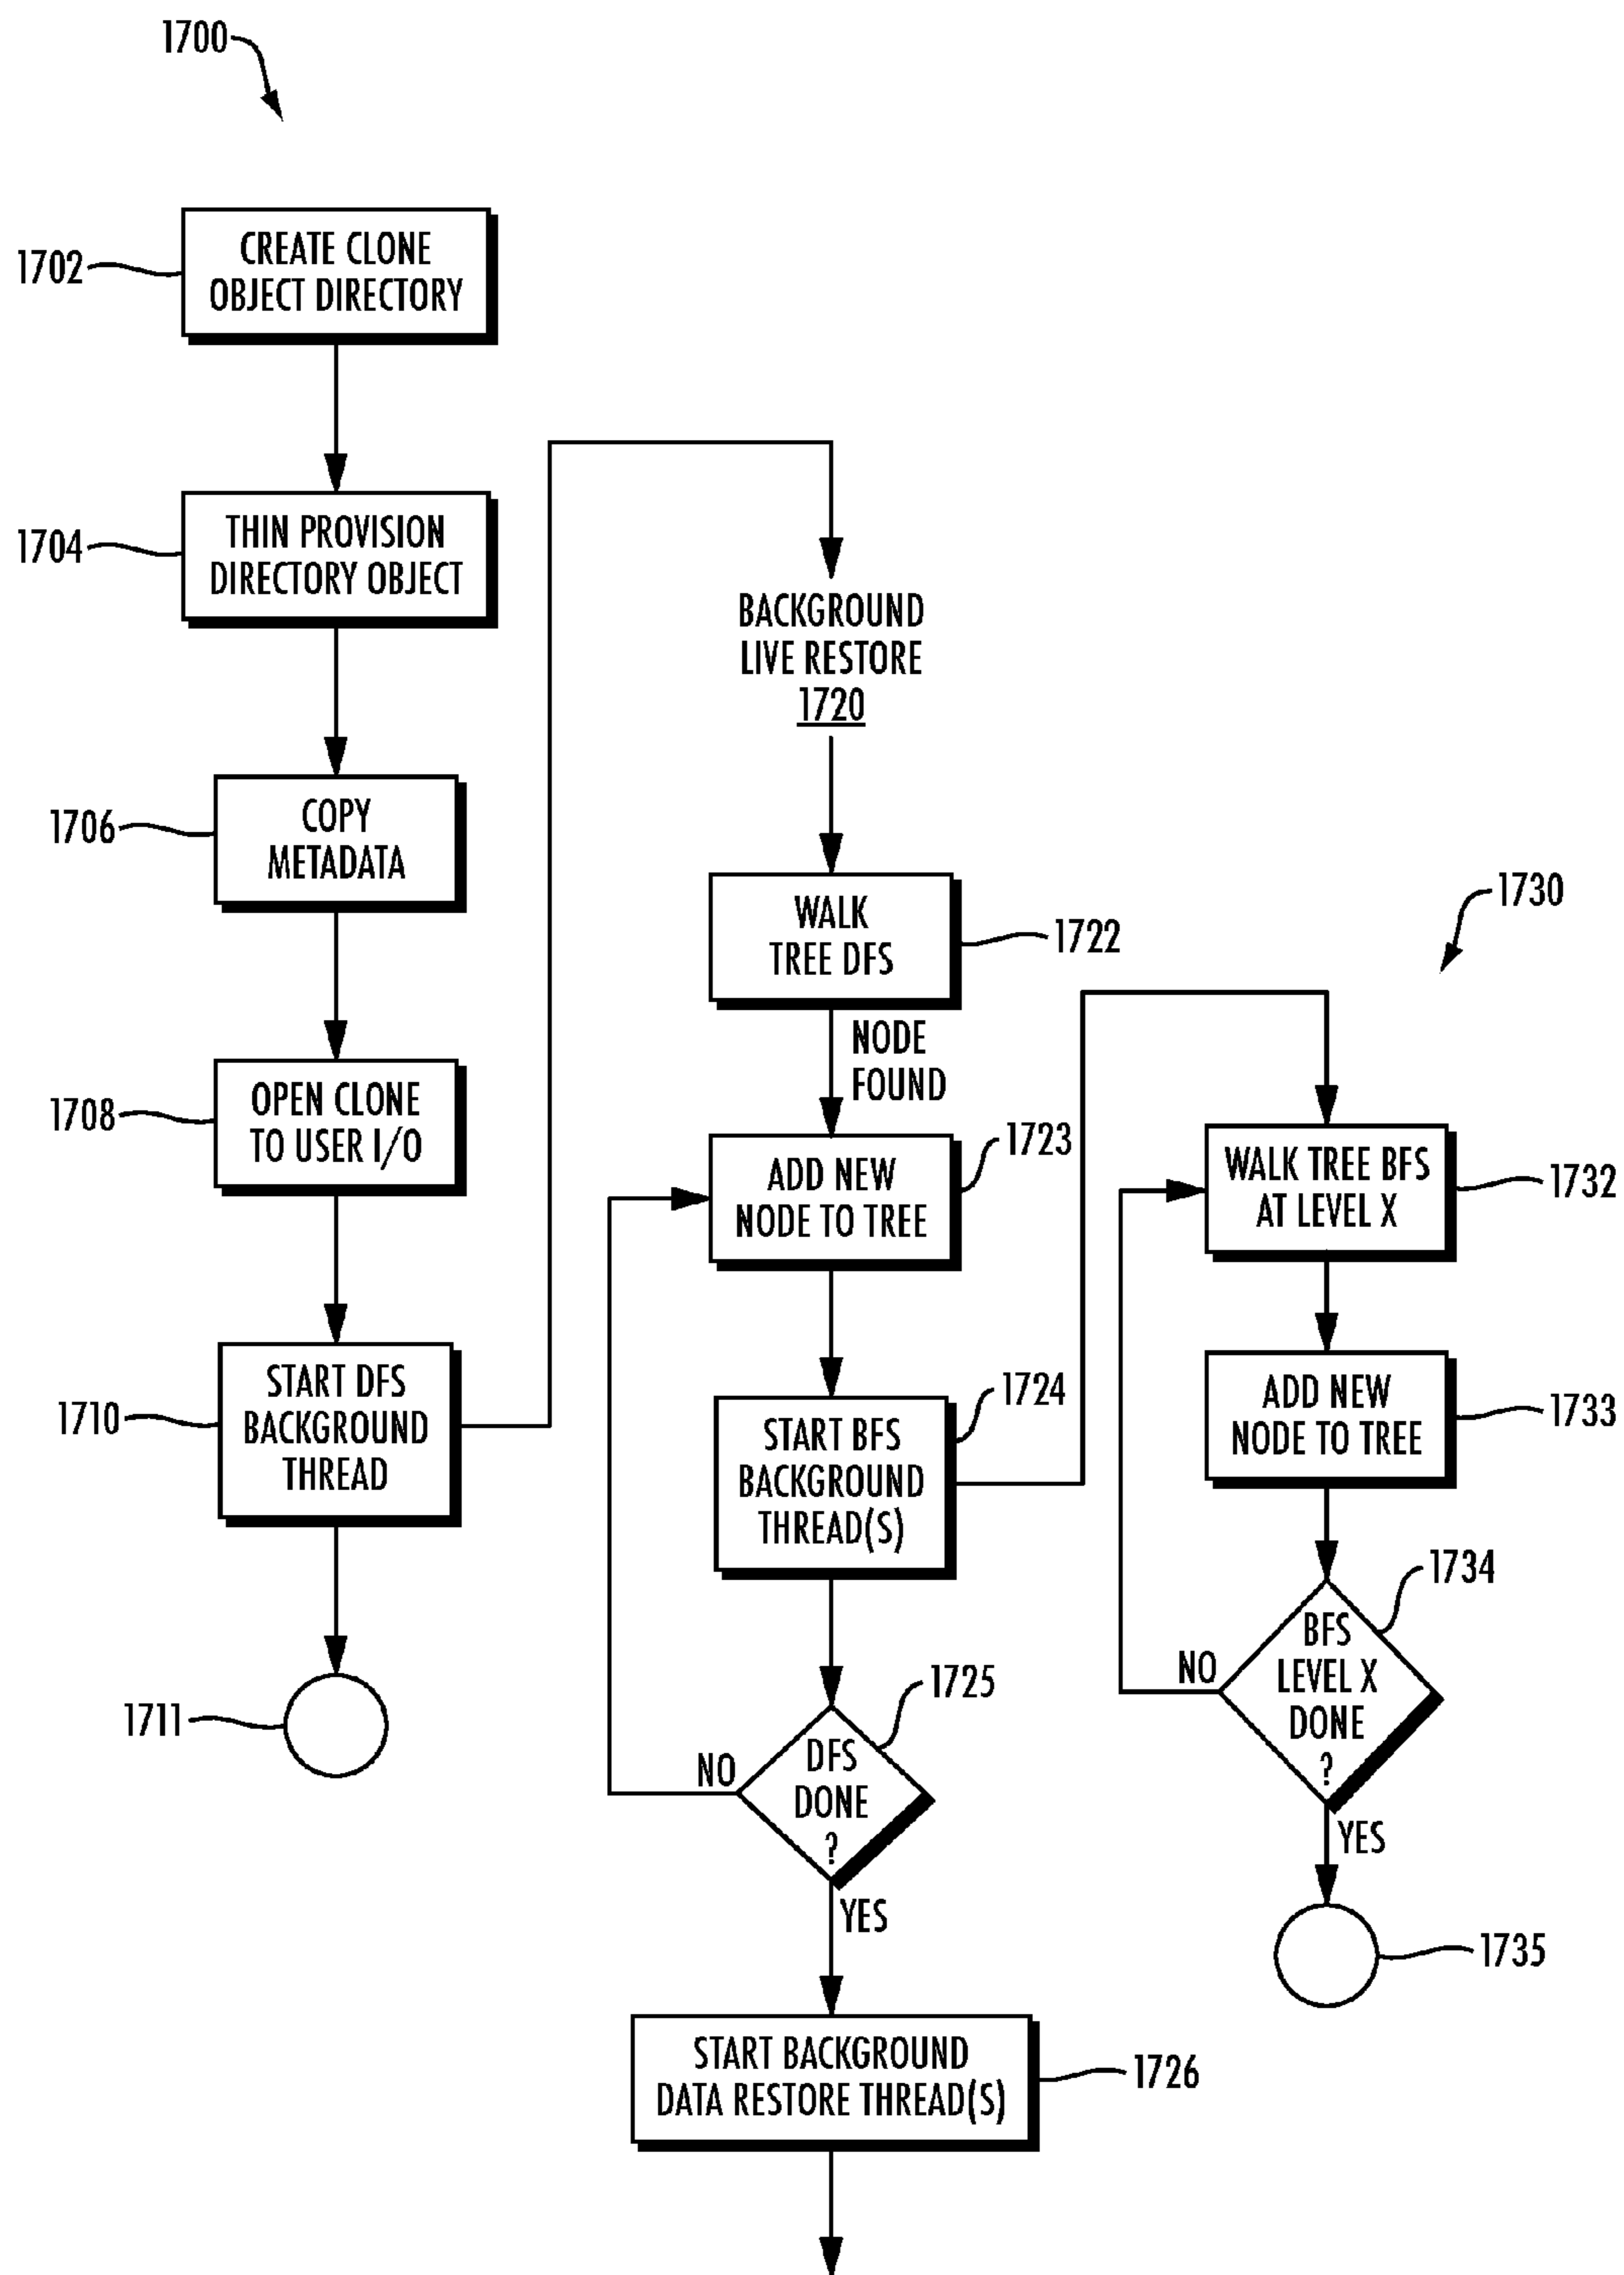 1700
1702
CREATE CLONE
OBJECT DIRECTORY
1704
THIN PROVISION
DIRECTORY OBJECT
1706
COPY
METADATA
1708
OPEN CLONE
TO USER I/O
1710
START DFS
BACKGROUND
THREAD
1711
BACKGROUND
LIVE RESTORE
1720
WALK
TREE DFS
1722
NODE
FOUND
ADD NEW
NODE TO TREE
1723
START BFS
BACKGROUND
THREAD(S)
1724
DFS
DONE
?
1725
NO
YES
START BACKGROUND
DATA RESTORE THREAD(S)
1726
1730
WALK TREE BFS
AT LEVEL X
1732
ADD NEW
NODE TO TREE
1733
BFS
LEVEL X
DONE
?
1734
NO
YES
1735